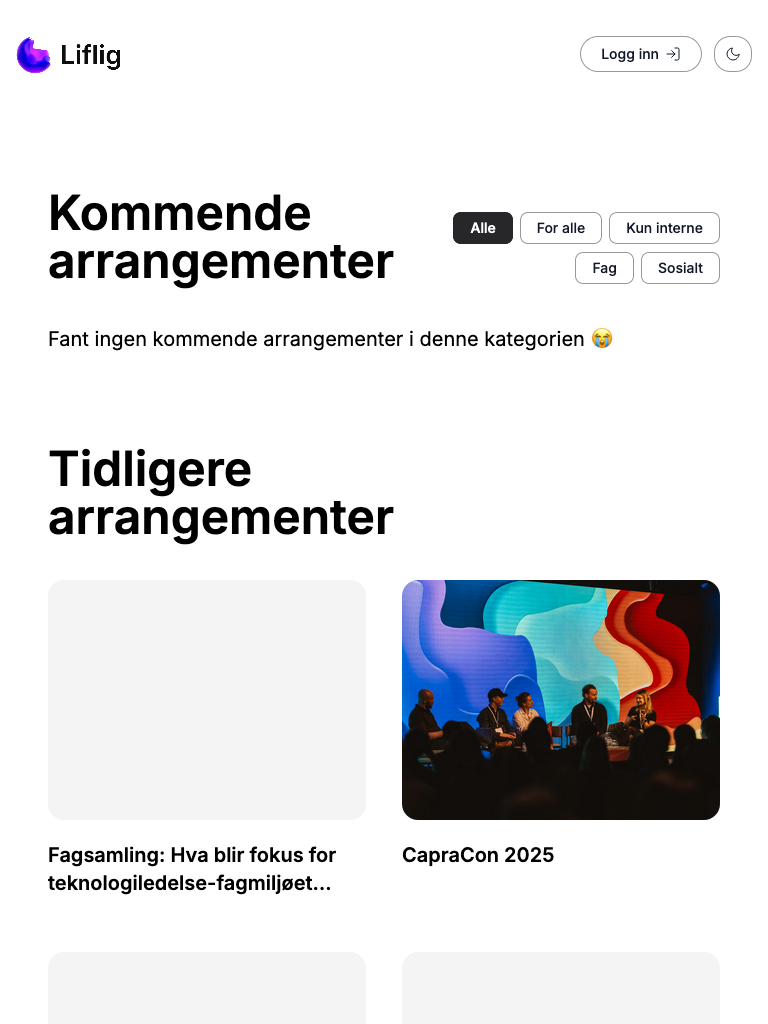 Liflig
Logg inn
Kommende
arrangementer
Alle
For alle
Kun interne
Fag
Sosialt
Fant ingen kommende arrangementer i denne kategorien 😭
Tidligere
arrangementer
Fagsamling: Hva blir fokus for
teknologiledelse-fagmiljøet...
CapraCon 2025